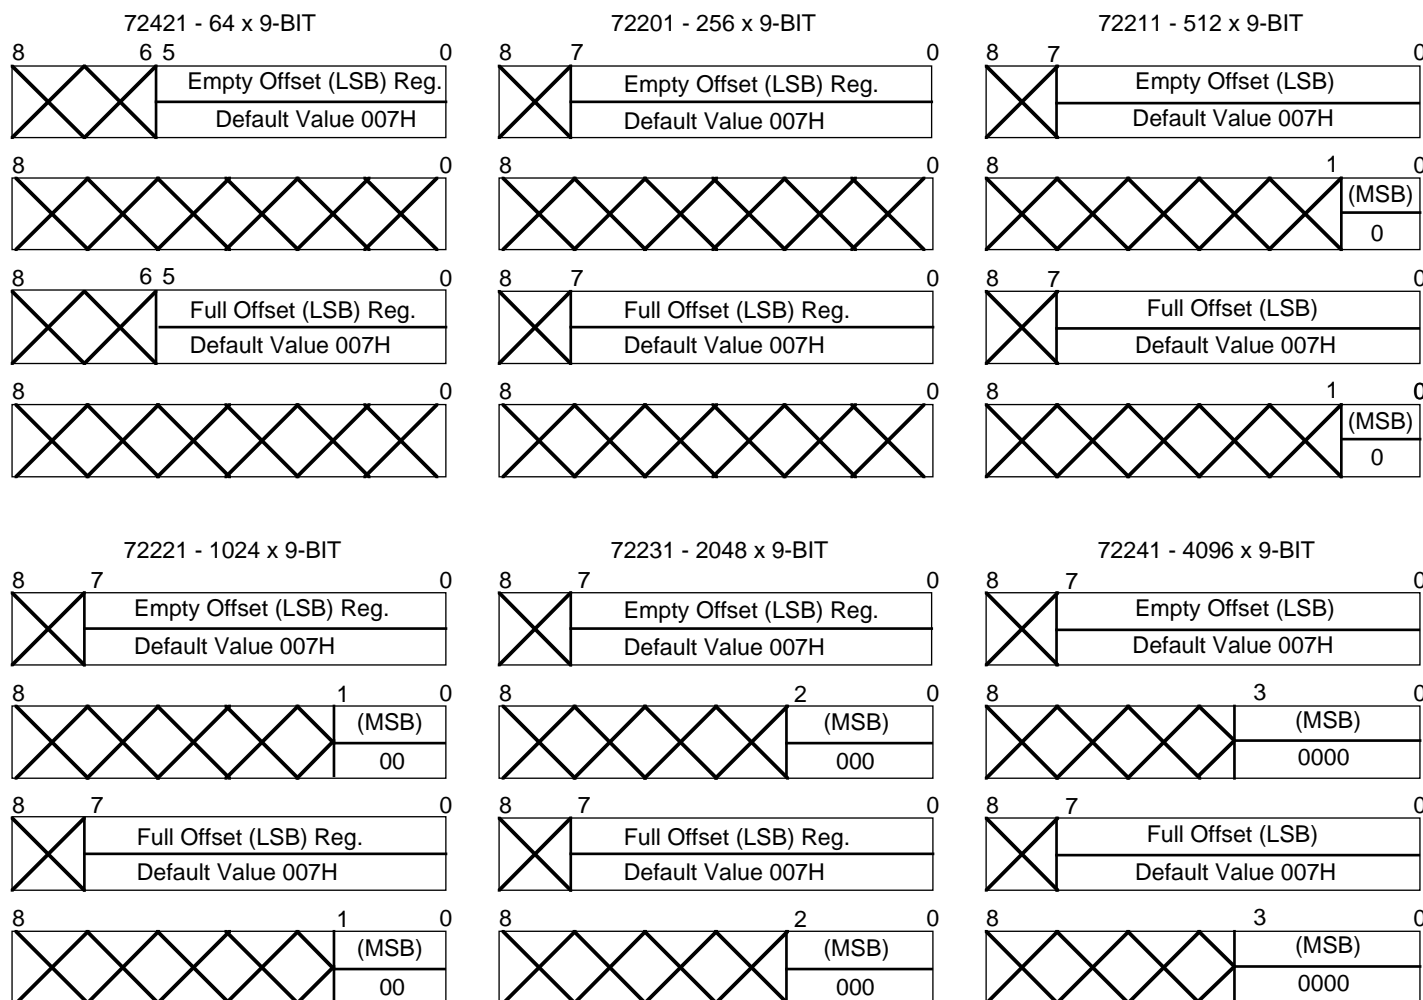 72421 - 64 x 9-BIT
8 6 5 0
Empty Offset (LSB) Reg.
Default Value 007H
8 0
8 6 5 0
Full Offset (LSB) Reg.
Default Value 007H
8 0
72201 - 256 x 9-BIT
8 7 0
Empty Offset (LSB) Reg.
Default Value 007H
8 0
8 7 0
Full Offset (LSB) Reg.
Default Value 007H
8 0
72211 - 512 x 9-BIT
8 7 0
Empty Offset (LSB)
Default Value 007H
8 1 0
(MSB)
0
8 7 0
Full Offset (LSB)
Default Value 007H
8 1 0
(MSB)
0
72221 - 1024 x 9-BIT
8 7 0
Empty Offset (LSB) Reg.
Default Value 007H
8 1 0
(MSB)
00
8 7 0
Full Offset (LSB) Reg.
Default Value 007H
8 1 0
(MSB)
00
72231 - 2048 x 9-BIT
8 7 0
Empty Offset (LSB) Reg.
Default Value 007H
8 2 0
(MSB)
000
8 7 0
Full Offset (LSB) Reg.
Default Value 007H
8 2 0
(MSB)
000
72241 - 4096 x 9-BIT
8 7 0
Empty Offset (LSB)
Default Value 007H
8 3 0
(MSB)
0000
8 7 0
Full Offset (LSB)
Default Value 007H
8 3 0
(MSB)
0000